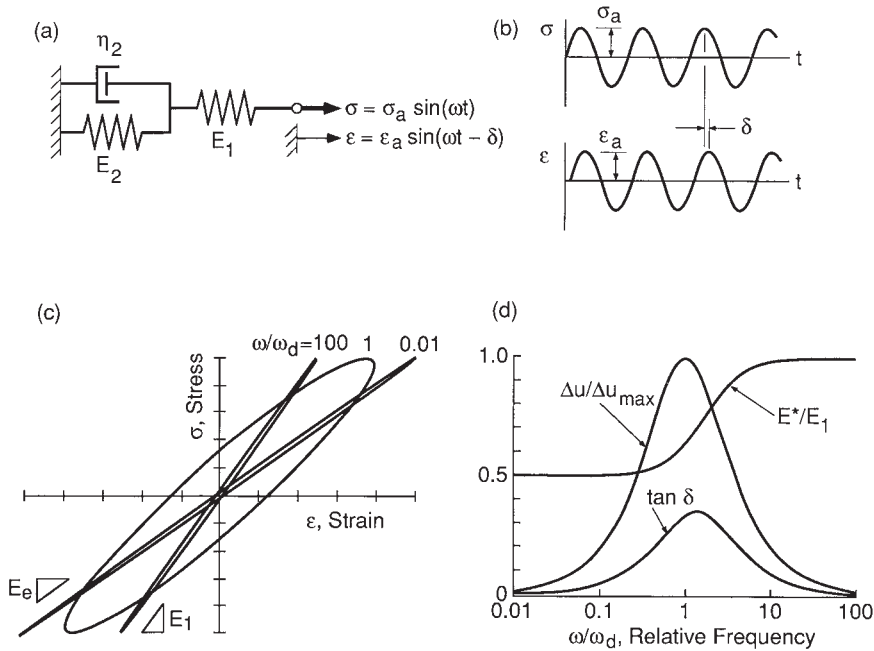 (a)
η2
E2
E1
σ = σa sin(ωt)
ε = εa sin(ωt – δ)
(b)
σ
σa
t
δ
ε
εa
t
(c)
ω/ωd=100 1 0.01
σ, Stress
ε, Strain
Ee
E1
(d)
1.0
Δu/Δumax
E*/E1
0.5
tan δ
0
0.01 0.1 1 10 100
ω/ωd, Relative Frequency